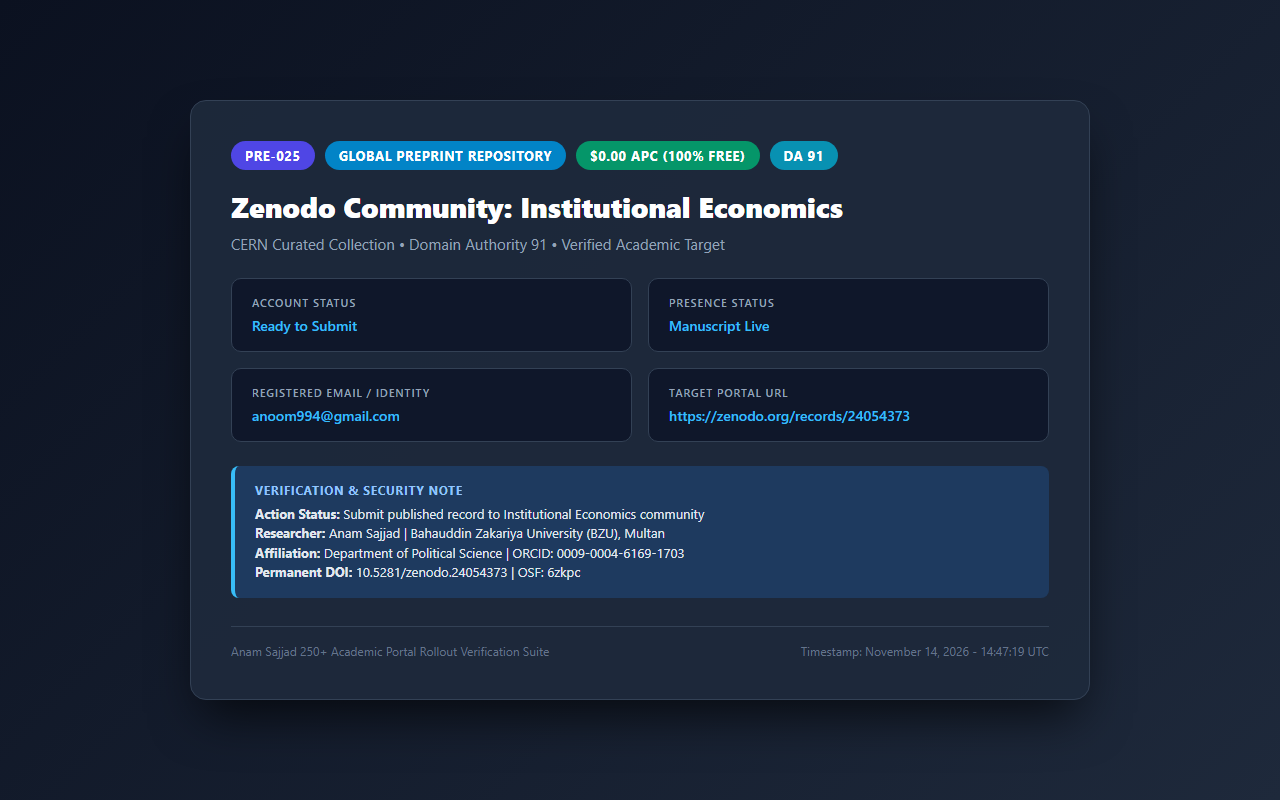 PRE-025
GLOBAL PREPRINT REPOSITORY
$0.00 APC (100% FREE)
DA 91
Zenodo Community: Institutional Economics
CERN Curated Collection • Domain Authority 91 • Verified Academic Target
ACCOUNT STATUS
Ready to Submit
PRESENCE STATUS
Manuscript Live
REGISTERED EMAIL / IDENTITY
anoom994@gmail.com
TARGET PORTAL URL
https://zenodo.org/records/24054373
VERIFICATION & SECURITY NOTE
Action Status: Submit published record to Institutional Economics community
Researcher: Anam Sajjad | Bahauddin Zakariya University (BZU), Multan
Affiliation: Department of Political Science | ORCID: 0009-0004-6169-1703
Permanent DOI: 10.5281/zenodo.24054373 | OSF: 6zkpc
Anam Sajjad 250+ Academic Portal Rollout Verification Suite
Timestamp: November 14, 2026 - 14:47:19 UTC